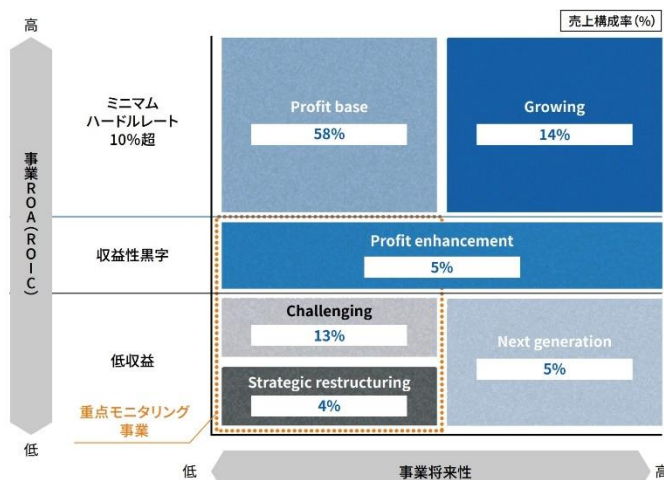 高
売上構成率(%)
ミニマム
ハードルレート
10%超
Profit base
58%
Growing
14%
事業ROA(ROIC)
収益性黒字
Profit enhancement
5%
低収益
Challenging
13%
Strategic restructuring
4%
Next generation
5%
重点モニタリング
事業
低
低
事業将来性
高